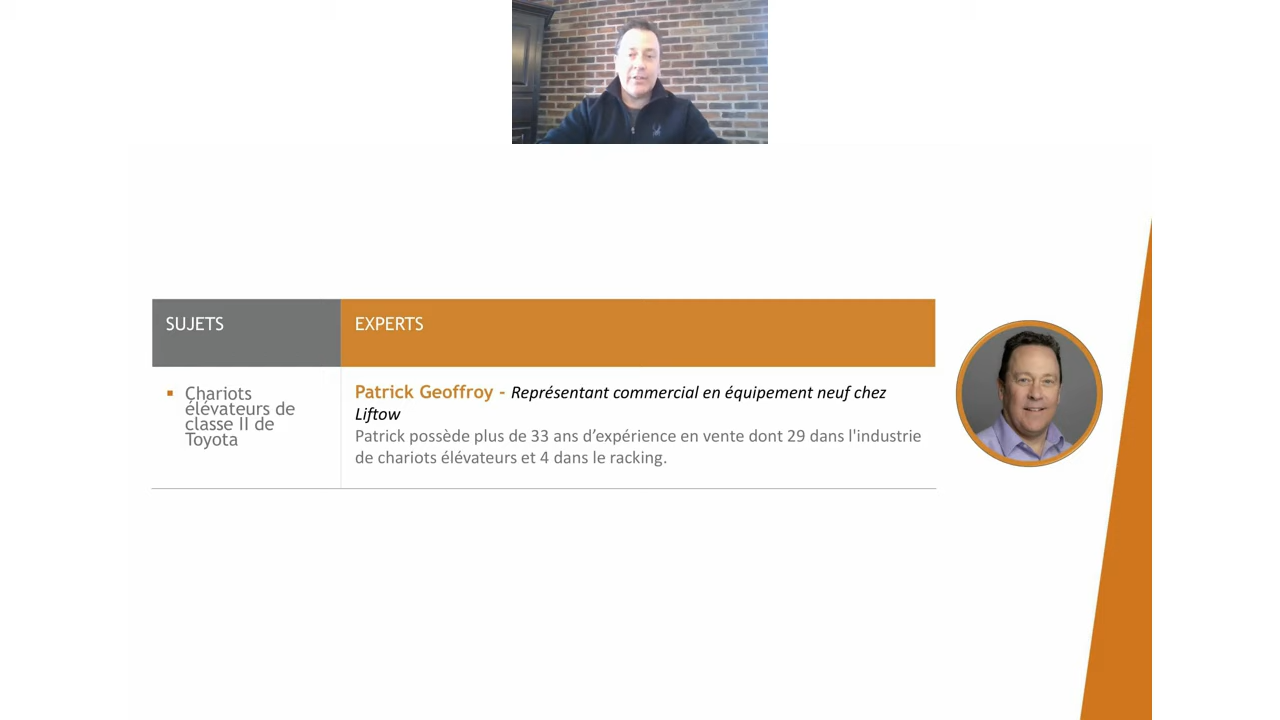 SUJETS
EXPERTS
▪ Chariots
élévateurs de
classe II de
Toyota
Patrick Geoffroy - Représentant commercial en équipement neuf chez
Liftow
Patrick possède plus de 33 ans d’expérience en vente dont 29 dans l'industrie
de chariots élévateurs et 4 dans le racking.